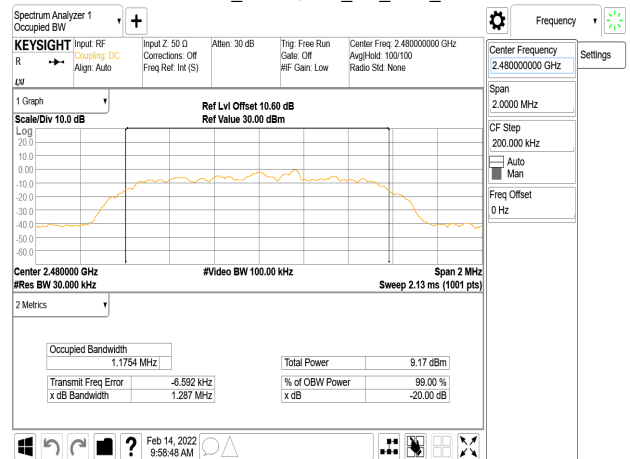 Spectrum Analyzer 1
Occupied BW
Frequency
KEYSIGHT
R
Input: RF
Coupling: DC
Align: Auto
Input Z: 50 Ω
Corrections: Off
Freq Ref: Int (S)
Atten: 30 dB
Trig: Free Run
Gate: Off
#IF Gain: Low
Center Freq: 2.480000000 GHz
Avg|Hold: 100/100
Radio Std: None
Center Frequency
2.480000000 GHz
Settings
Span
2.0000 MHz
CF Step
200.000 kHz
Auto
Man
Freq Offset
0 Hz
1 Graph
Scale/Div 10.0 dB
Ref Lvl Offset 10.60 dB
Ref Value 30.00 dBm
Log
20.0
10.0
0.00
-10.0
-20.0
-30.0
-40.0
-50.0
-60.0
Center 2.480000 GHz
#Video BW 100.00 kHz
Span 2 MHz
#Res BW 30.000 kHz
Sweep 2.13 ms (1001 pts)
2 Metrics
Occupied Bandwidth
1.1754 MHz
Total Power 9.17 dBm
Transmit Freq Error -6.592 kHz
% of OBW Power 99.00 %
x dB Bandwidth 1.287 MHz
x dB -20.00 dB
Feb 14, 2022
9:58:48 AM